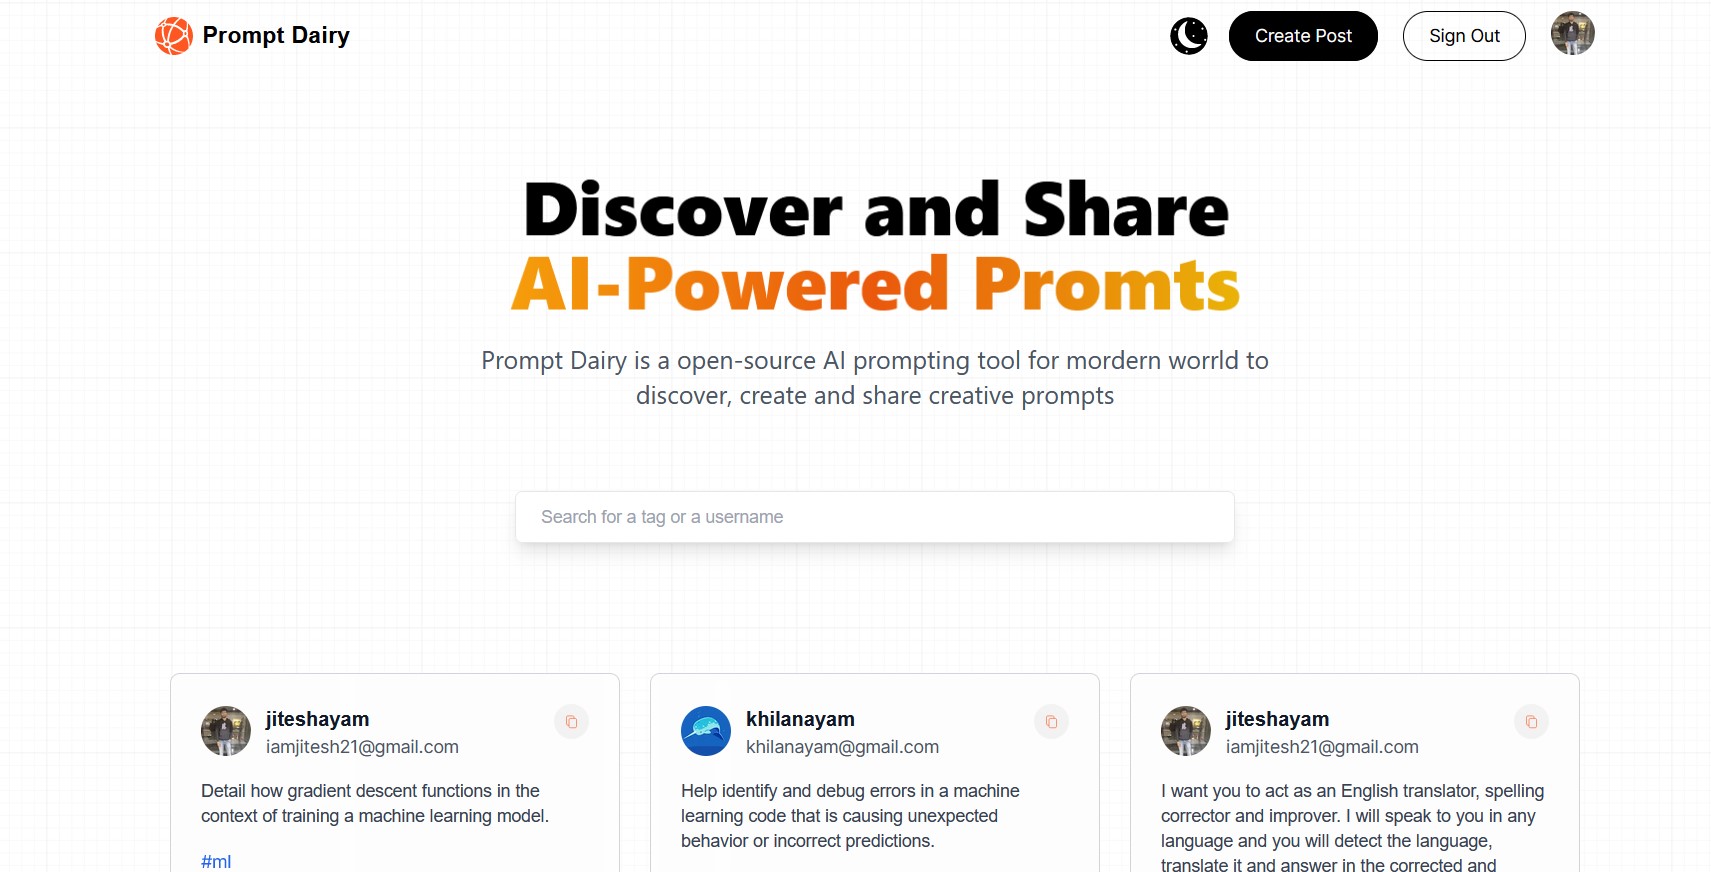 Prompt Dairy
Create Post
Sign Out
Discover and Share
AI-Powered Promts
Prompt Dairy is a open-source AI prompting tool for mordern worrld to
discover, create and share creative prompts
Search for a tag or a username
jiteshayam
iamjitesh21@gmail.com
Detail how gradient descent functions in the
context of training a machine learning model.
#ml
khilanayam
khilanayam@gmail.com
Help identify and debug errors in a machine
learning code that is causing unexpected
behavior or incorrect predictions.
jiteshayam
iamjitesh21@gmail.com
I want you to act as an English translator, spelling
corrector and improver. I will speak to you in any
language and you will detect the language,
translate it and answer in the corrected and